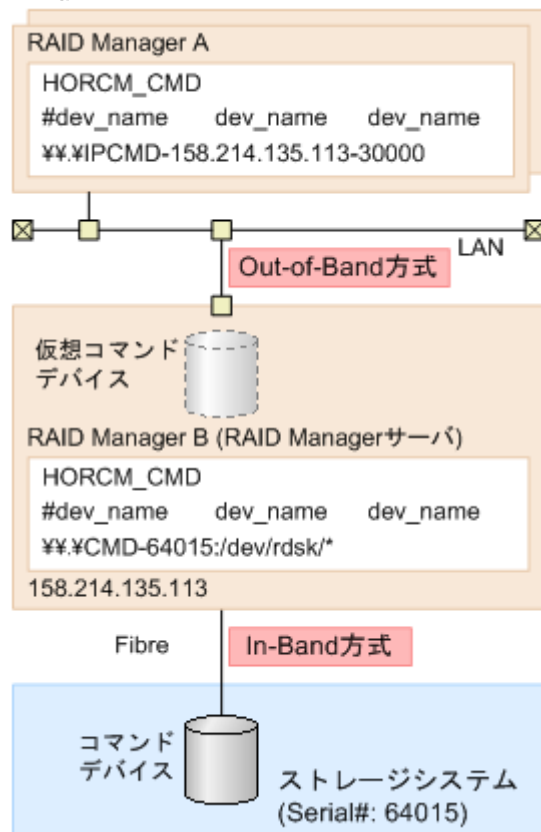 RAID Manager A
HORCM_CMD
#dev_name dev_name dev_name
¥¥.¥IPCMD-158.214.135.113-30000
LAN
Out-of-Band方式
仮想コマンド
デバイス
RAID Manager B (RAID Managerサーバ)
HORCM_CMD
#dev_name dev_name dev_name
¥¥.¥CMD-64015:/dev/rdsk/*
158.214.135.113
Fibre
In-Band方式
コマンド
デバイス
ストレージシステム
(Serial#: 64015)